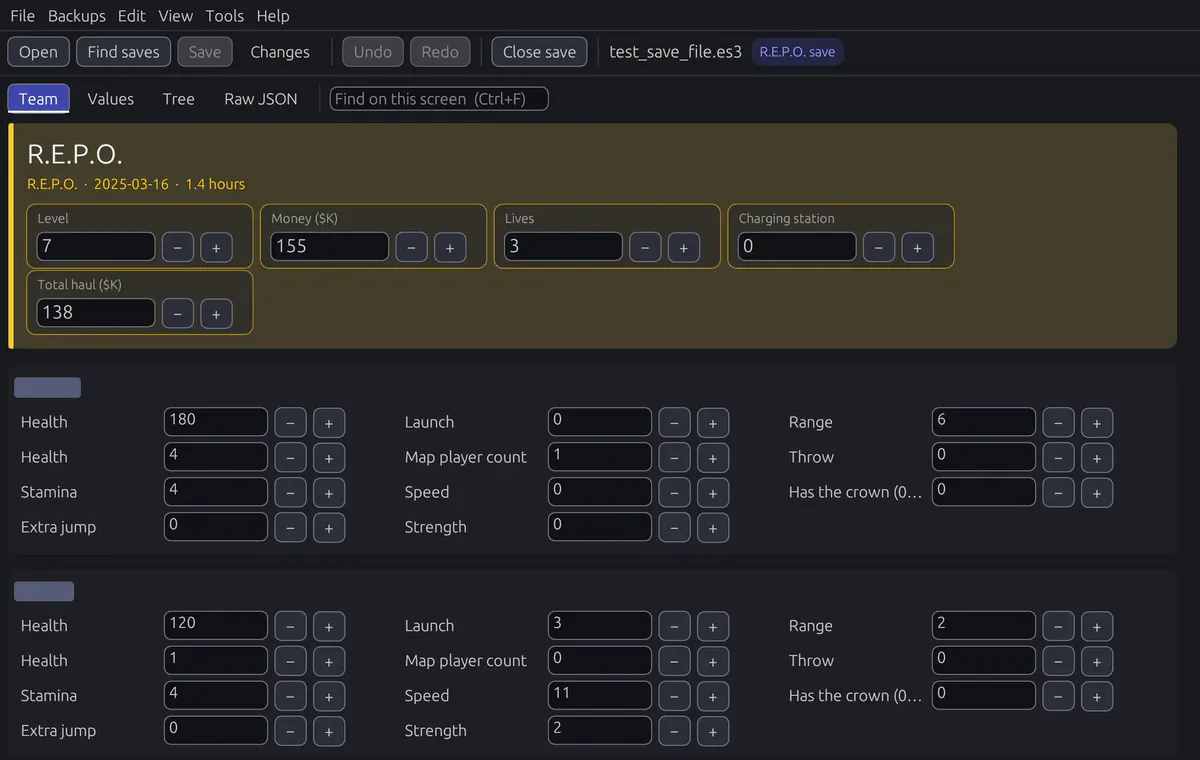 File Backups Edit View Tools Help
Open Find saves Save Changes Undo Redo Close save test_save_file.es3 R.E.P.O. save
Team Values Tree Raw JSON Find on this screen (Ctrl+F)
R.E.P.O.
R.E.P.O. · 2025-03-16 · 1.4 hours
Level Money ($K) Lives Charging station
7 − + 155 − + 3 − + 0 − +
Total haul ($K)
138 − +
Health 180 − + Launch 0 − + Range 6 − +
Health 4 − + Map player count 1 − + Throw 0 − +
Stamina 4 − + Speed 0 − + Has the crown (0... 0 − +
Extra jump 0 − + Strength 0 − +
Health 120 − + Launch 3 − + Range 2 − +
Health 1 − + Map player count 0 − + Throw 0 − +
Stamina 4 − + Speed 11 − + Has the crown (0... 0 − +
Extra jump 0 − + Strength 2 − +